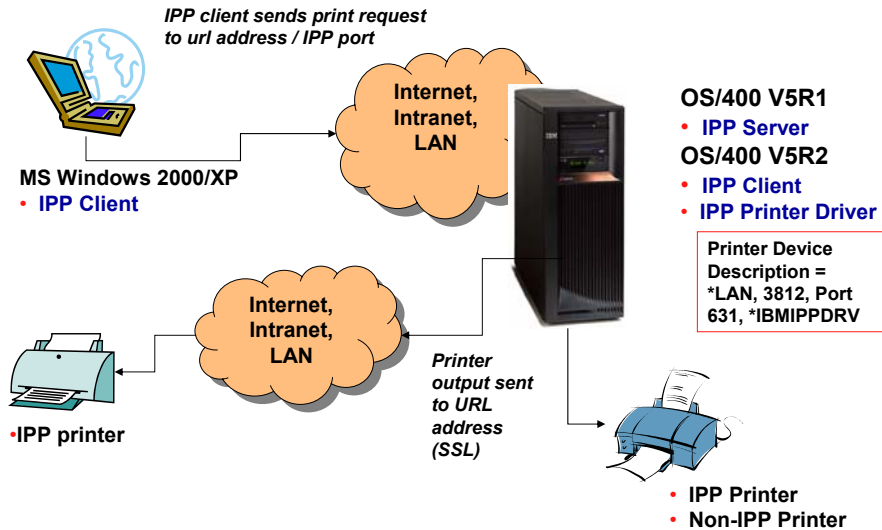 IPP client sends print request
to url address / IPP port
Internet,
Intranet,
LAN
IBM
OS/400 V5R1
• IPP Server
OS/400 V5R2
• IPP Client
• IPP Printer Driver
Printer Device
Description =
*LAN, 3812, Port
631, *IBMIPPDRV
MS Windows 2000/XP
• IPP Client
Internet,
Intranet,
LAN
Printer
output sent
to URL
address
(SSL)
•IPP printer
• IPP Printer
• Non-IPP Printer